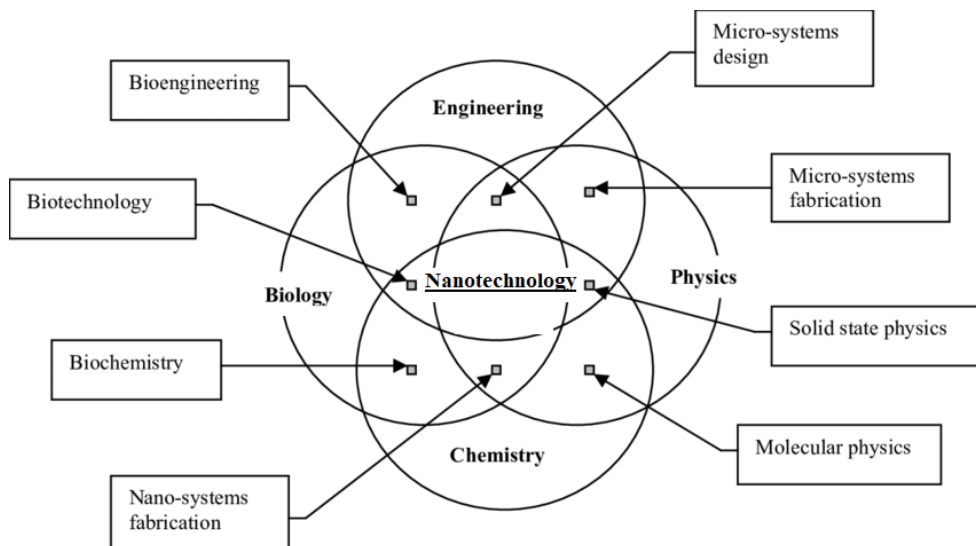 Micro-systems
design
Bioengineering
Engineering
Biotechnology
Micro-systems
fabrication
Nanotechnology
Biology
Physics
Solid state physics
Biochemistry
Chemistry
Molecular physics
Nano-systems
fabrication